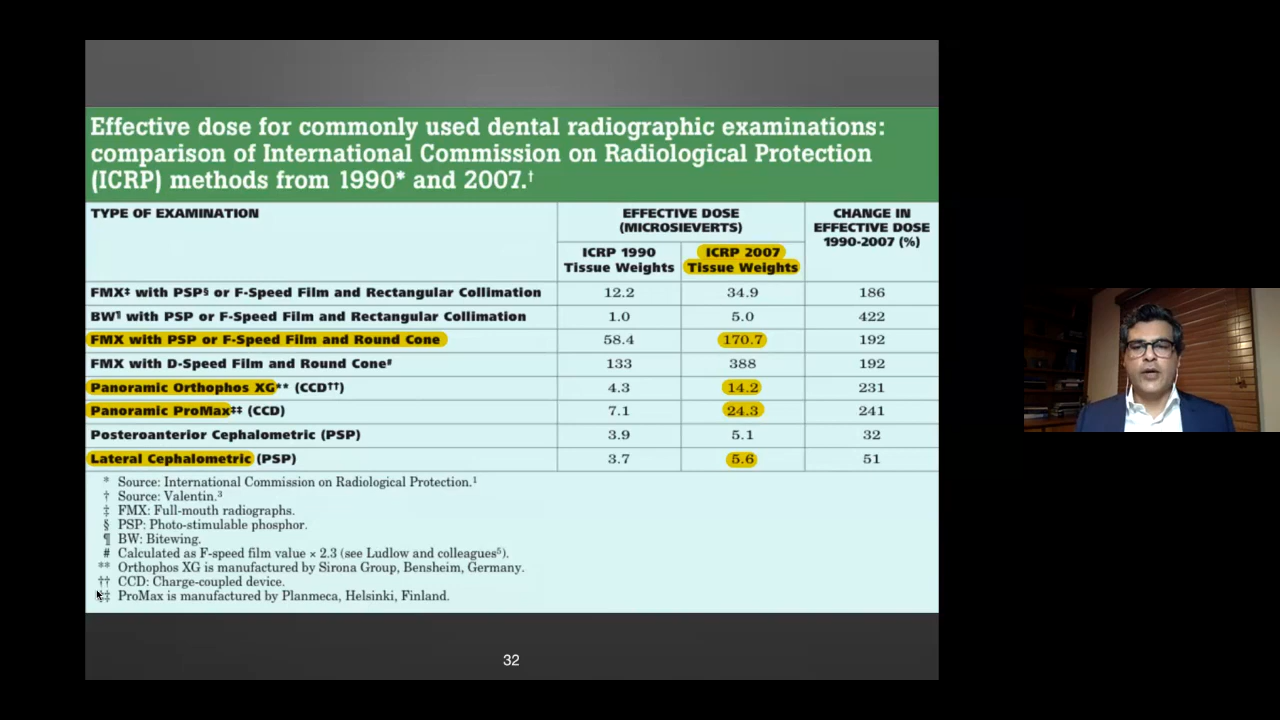 Effective dose for commonly used dental radiographic examinations:
comparison of International Commission on Radiological Protection
(ICRP) methods from 1990* and 2007.†
TYPE OF EXAMINATION EFFECTIVE DOSE (MICROSIEVERTS) CHANGE IN EFFECTIVE DOSE 1990-2007 (%)
ICRP 1990 Tissue Weights ICRP 2007 Tissue Weights
FMX‡ with PSP§ or F-Speed Film and Rectangular Collimation 12.2 34.9 186
BW¶ with PSP or F-Speed Film and Rectangular Collimation 1.0 5.0 422
FMX with PSP or F-Speed Film and Round Cone 58.4 170.7 192
FMX with D-Speed Film and Round Cone# 133 388 192
Panoramic Orthophos XG** (CCD††) 4.3 14.2 231
Panoramic ProMax‡‡ (CCD) 7.1 24.3 241
Posteroanterior Cephalometric (PSP) 3.9 5.1 32
Lateral Cephalometric (PSP) 3.7 5.6 51
* Source: International Commission on Radiological Protection.¹
† Source: Valentin.³
‡ FMX: Full-mouth radiographs.
§ PSP: Photo-stimulable phosphor.
¶ BW: Bitewing.
# Calculated as F-speed film value × 2.3 (see Ludlow and colleagues⁵).
** Orthophos XG is manufactured by Sirona Group, Bensheim, Germany.
†† CCD: Charge-coupled device.
‡‡ ProMax is manufactured by Planmeca, Helsinki, Finland.
32